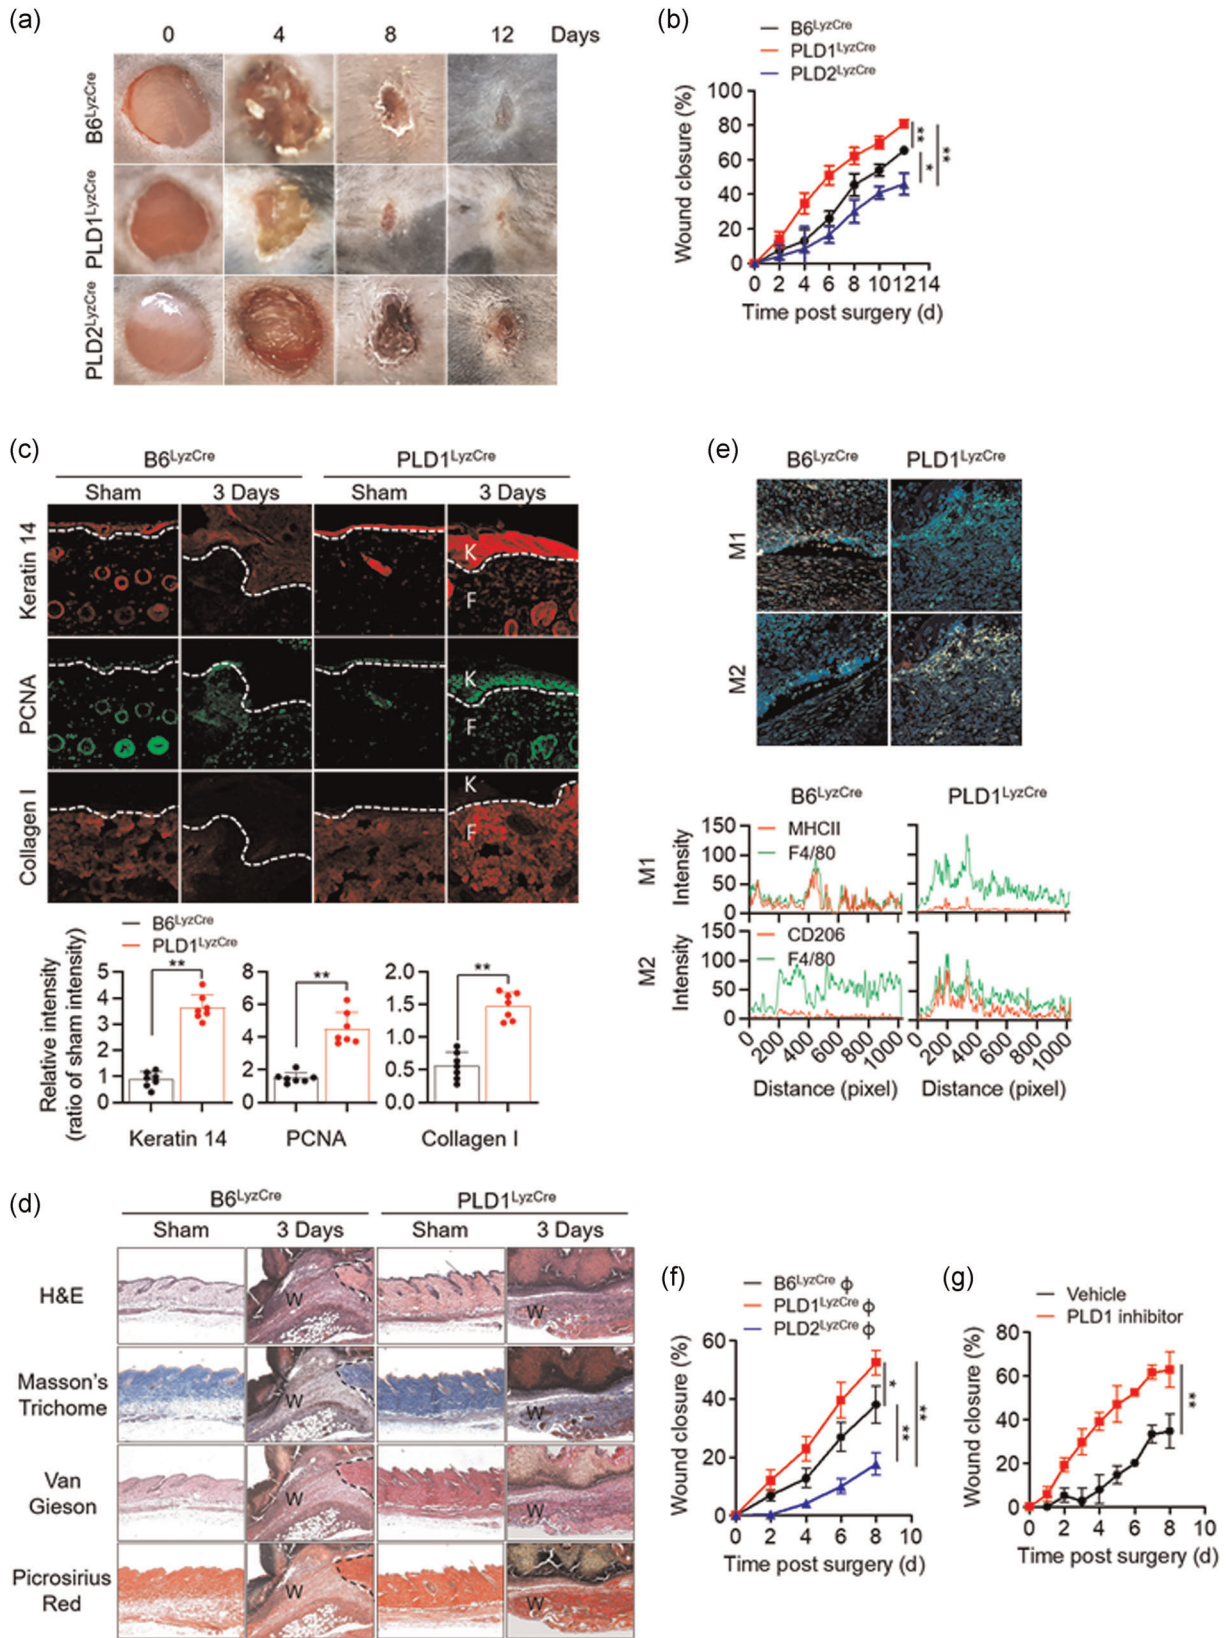 (a)
0 4 8 12 Days
B6LyzCre
PLD1LyzCre
PLD2LyzCre
(b)
B6LyzCre
PLD1LyzCre
PLD2LyzCre
Wound closure (%)
100
80
60
40
20
0
0 2 4 6 8 10 12 14
Time post surgery (d)
**
*
**
(c)
B6LyzCre PLD1LyzCre
Sham 3 Days Sham 3 Days
Keratin 14
K
F
PCNA
K
F
Collagen I
K
F
B6LyzCre
PLD1LyzCre
Relative intensity
(ratio of sham intensity)
5
4
3
2
1
0
**
Keratin 14
8
6
4
2
0
**
PCNA
2.0
1.5
1.0
0.5
0.0
**
Collagen I
(d)
B6LyzCre PLD1LyzCre
Sham 3 Days Sham 3 Days
H&E
W W
Masson's
Trichome
W W
Van
Gieson
W W
Picrosirius
Red
W W
(e)
B6LyzCre PLD1LyzCre
M1
M2
B6LyzCre PLD1LyzCre
M1
Intensity
150
100
50
0
MHCII
F4/80
M2
Intensity
150
100
50
0
CD206
F4/80
0 200 400 600 800 1000
0 200 400 600 800 1000
Distance (pixel) Distance (pixel)
(f)
B6LyzCre ϕ
PLD1LyzCre ϕ
PLD2LyzCre ϕ
Wound closure (%)
60
40
20
0
0 2 4 6 8 10
Time post surgery (d)
*
**
**
(g)
Vehicle
PLD1 inhibitor
Wound closure (%)
80
60
40
20
0
0 2 4 6 8 10
Time post surgery (d)
**